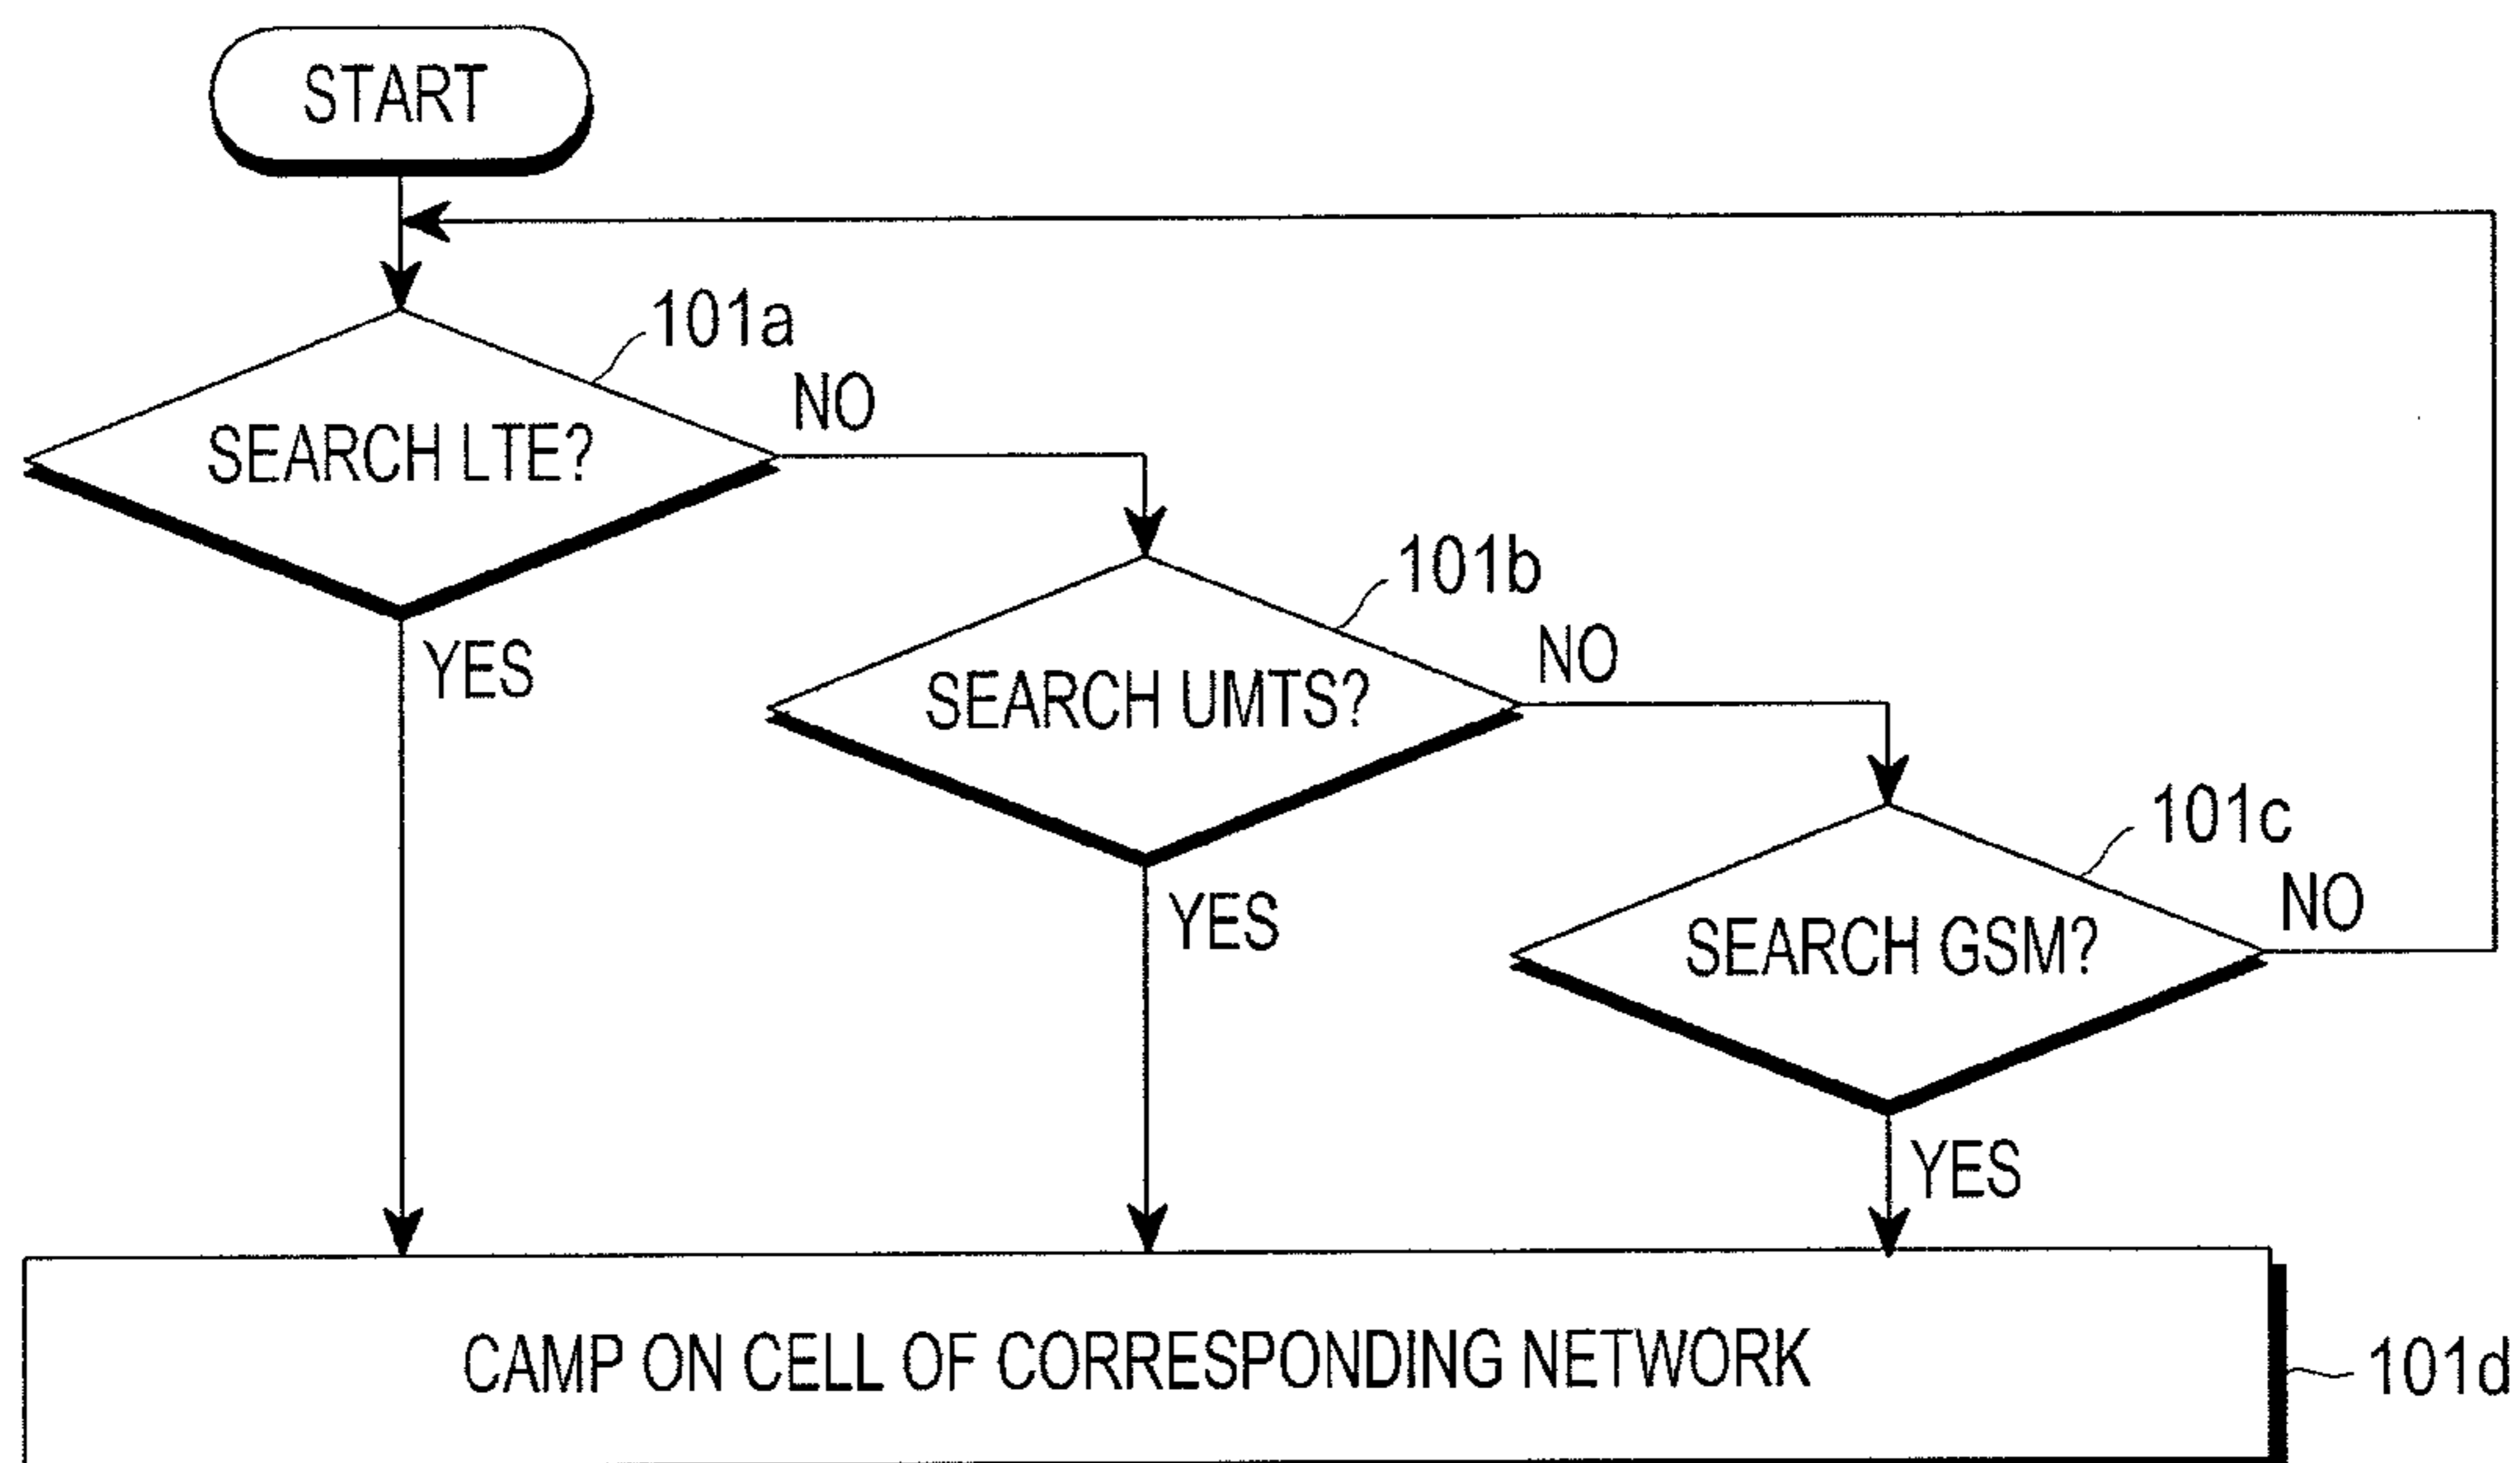 START
101a
NO
SEARCH LTE?
YES
101b
NO
SEARCH UMTS?
YES
101c
NO
SEARCH GSM?
YES
CAMP ON CELL OF CORRESPONDING NETWORK
101d